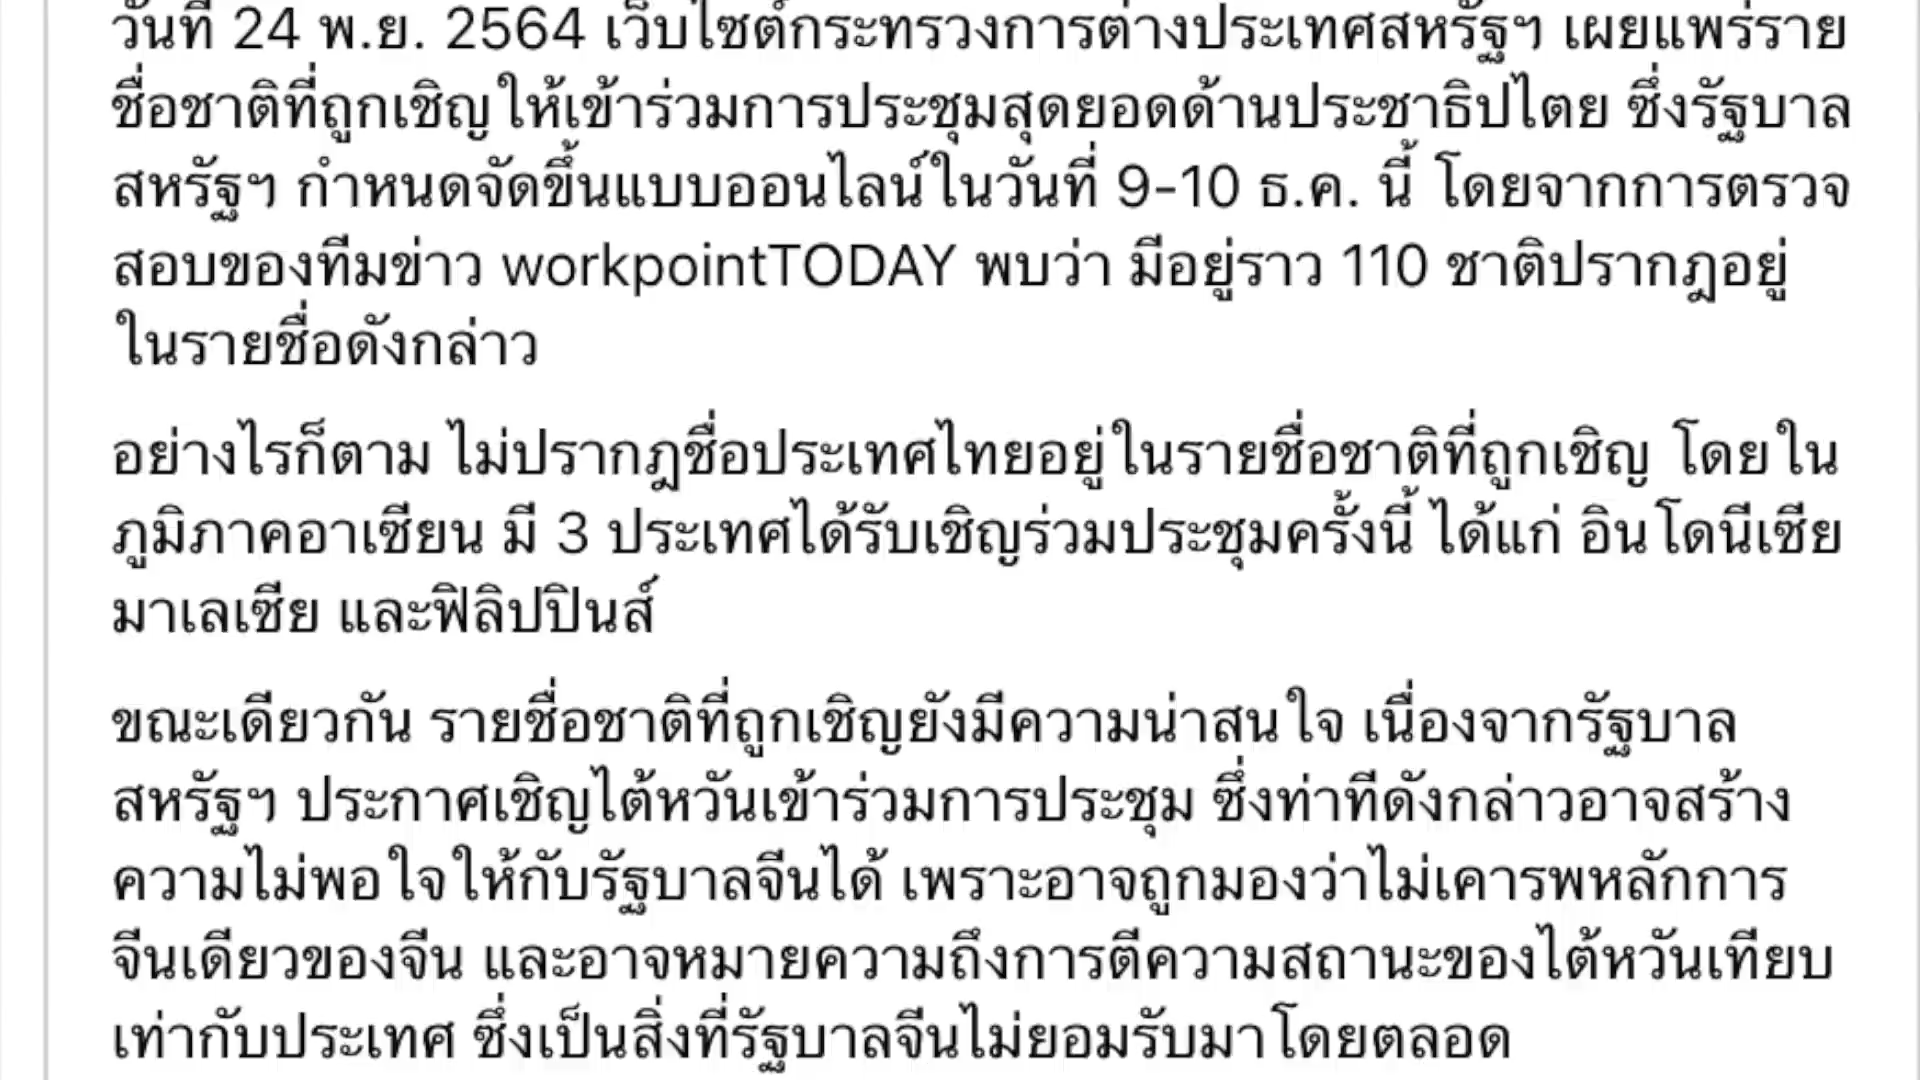 วันที่ 24 พ.ย. 2564 เว็บไซต์กระทรวงการต่างประเทศสหรัฐฯ เผยแพร่ราย
ชื่อชาติที่ถูกเชิญให้เข้าร่วมการประชุมสุดยอดด้านประชาธิปไตย ซึ่งรัฐบาล
สหรัฐฯ กำหนดจัดขึ้นแบบออนไลน์ในวันที่ 9-10 ธ.ค. นี้ โดยจากการตรวจ
สอบของทีมข่าว workpointTODAY พบว่า มีอยู่ราว 110 ชาติปรากฎอยู่
ในรายชื่อดังกล่าว
อย่างไรก็ตาม ไม่ปรากฎชื่อประเทศไทยอยู่ในรายชื่อชาติที่ถูกเชิญ โดยใน
ภูมิภาคอาเซียน มี 3 ประเทศได้รับเชิญร่วมประชุมครั้งนี้ ได้แก่ อินโดนีเซีย
มาเลเซีย และฟิลิปปินส์
ขณะเดียวกัน รายชื่อชาติที่ถูกเชิญยังมีความน่าสนใจ เนื่องจากรัฐบาล
สหรัฐฯ ประกาศเชิญไต้หวันเข้าร่วมการประชุม ซึ่งท่าทีดังกล่าวอาจสร้าง
ความไม่พอใจให้กับรัฐบาลจีนได้ เพราะอาจถูกมองว่าไม่เคารพหลักการ
จีนเดียวของจีน และอาจหมายความถึงการตีความสถานะของไต้หวันเทียบ
เท่ากับประเทศ ซึ่งเป็นสิ่งที่รัฐบาลจีนไม่ยอมรับมาโดยตลอด